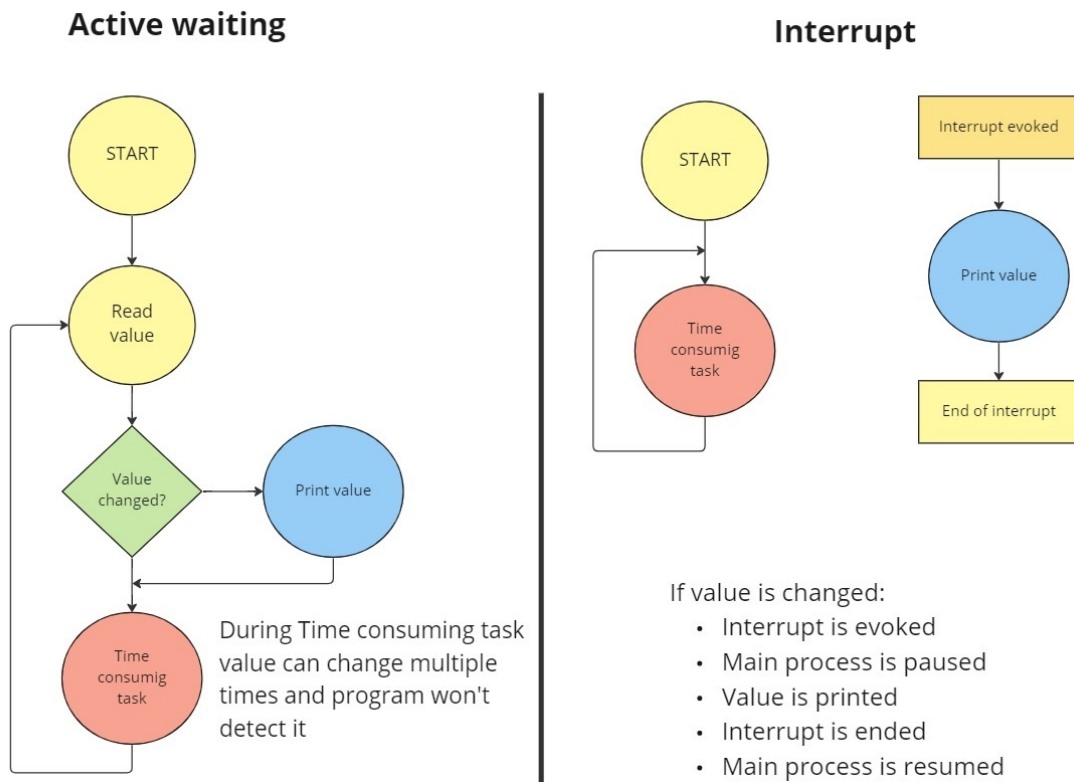 Active waiting
START
Read
value
Value
changed?
Print value
Time
consumig
task
During Time consuming task
value can change multiple
times and program won't
detect it
Interrupt
START
Time
consumig
task
Interrupt evoked
Print value
End of interrupt
If value is changed:
• Interrupt is evoked
• Main process is paused
• Value is printed
• Interrupt is ended
• Main process is resumed